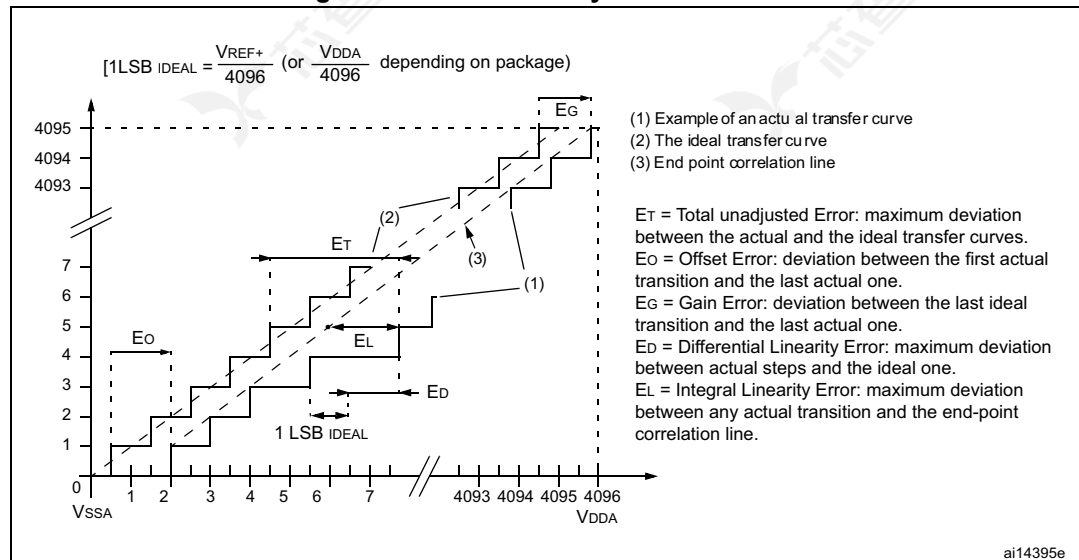 [1LSB IDEAL = VREF+ / 4096 (or VDDA / 4096 depending on package)
EG
4095
4094
4093
(1) Example of an actual transfer curve
(2) The ideal transfer curve
(3) End point correlation line
(2)
ET
(3)
(1)
7
6
5
4
3
2
1
0
EO
EL
ED
1 LSB IDEAL
ET = Total unadjusted Error: maximum deviation
between the actual and the ideal transfer curves.
EO = Offset Error: deviation between the first actual
transition and the last actual one.
EG = Gain Error: deviation between the last ideal
transition and the last actual one.
ED = Differential Linearity Error: maximum deviation
between actual steps and the ideal one.
EL = Integral Linearity Error: maximum deviation
between any actual transition and the end-point
correlation line.
1 2 3 4 5 6 7 4093 4094 4095 4096
VSSA
VDDA
ai14395e